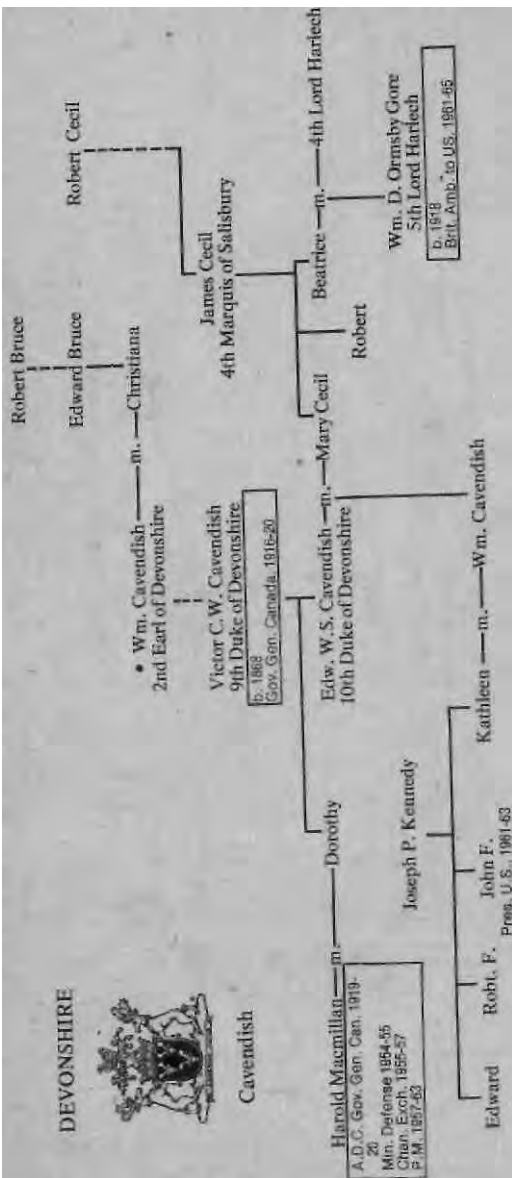 DEVONSHIRE
Cavendish
Robert Bruce
Edward Bruce
• Wm. Cavendish — m. — Christiana
2nd Earl of Devonshire
Robert Cecil
Victor C.W. Cavendish
9th Duke of Devonshire
b. 1868
Gov. Gen. Canada, 1916-20
James Cecil
4th Marquis of Salisbury
Harold Macmillan — m. — Dorothy
A.D.C. Gov. Gen. Can. 1919-
20
Min. Defense 1954-55
Chan. Exch. 1955-57
P.M. 1957-63
Edw. W.S. Cavendish — m. — Mary Cecil
10th Duke of Devonshire
Robert
Beatrice — m. — 4th Lord Harlech
Wm. D. Ormsby Gore
5th Lord Harlech
b. 1918
Brit. Amb. to US, 1961-65
Joseph P. Kennedy
Edward
Robt. F.
John F.
Pres. U.S., 1961-63
Kathleen — m. — Wm. Cavendish